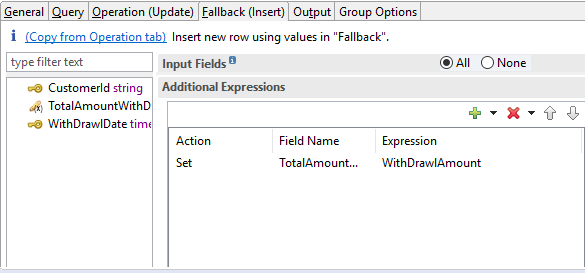 General Query Operation (Update) Fallback (Insert) Output Group Options
i (Copy from Operation tab) Insert new row using values in "Fallback".
type filter text
CustomerId string
TotalAmountWithD
WithDrawlDate time
Input Fields i All None
Additional Expressions
Action Field Name Expression
Set TotalAmount... WithDrawlAmount